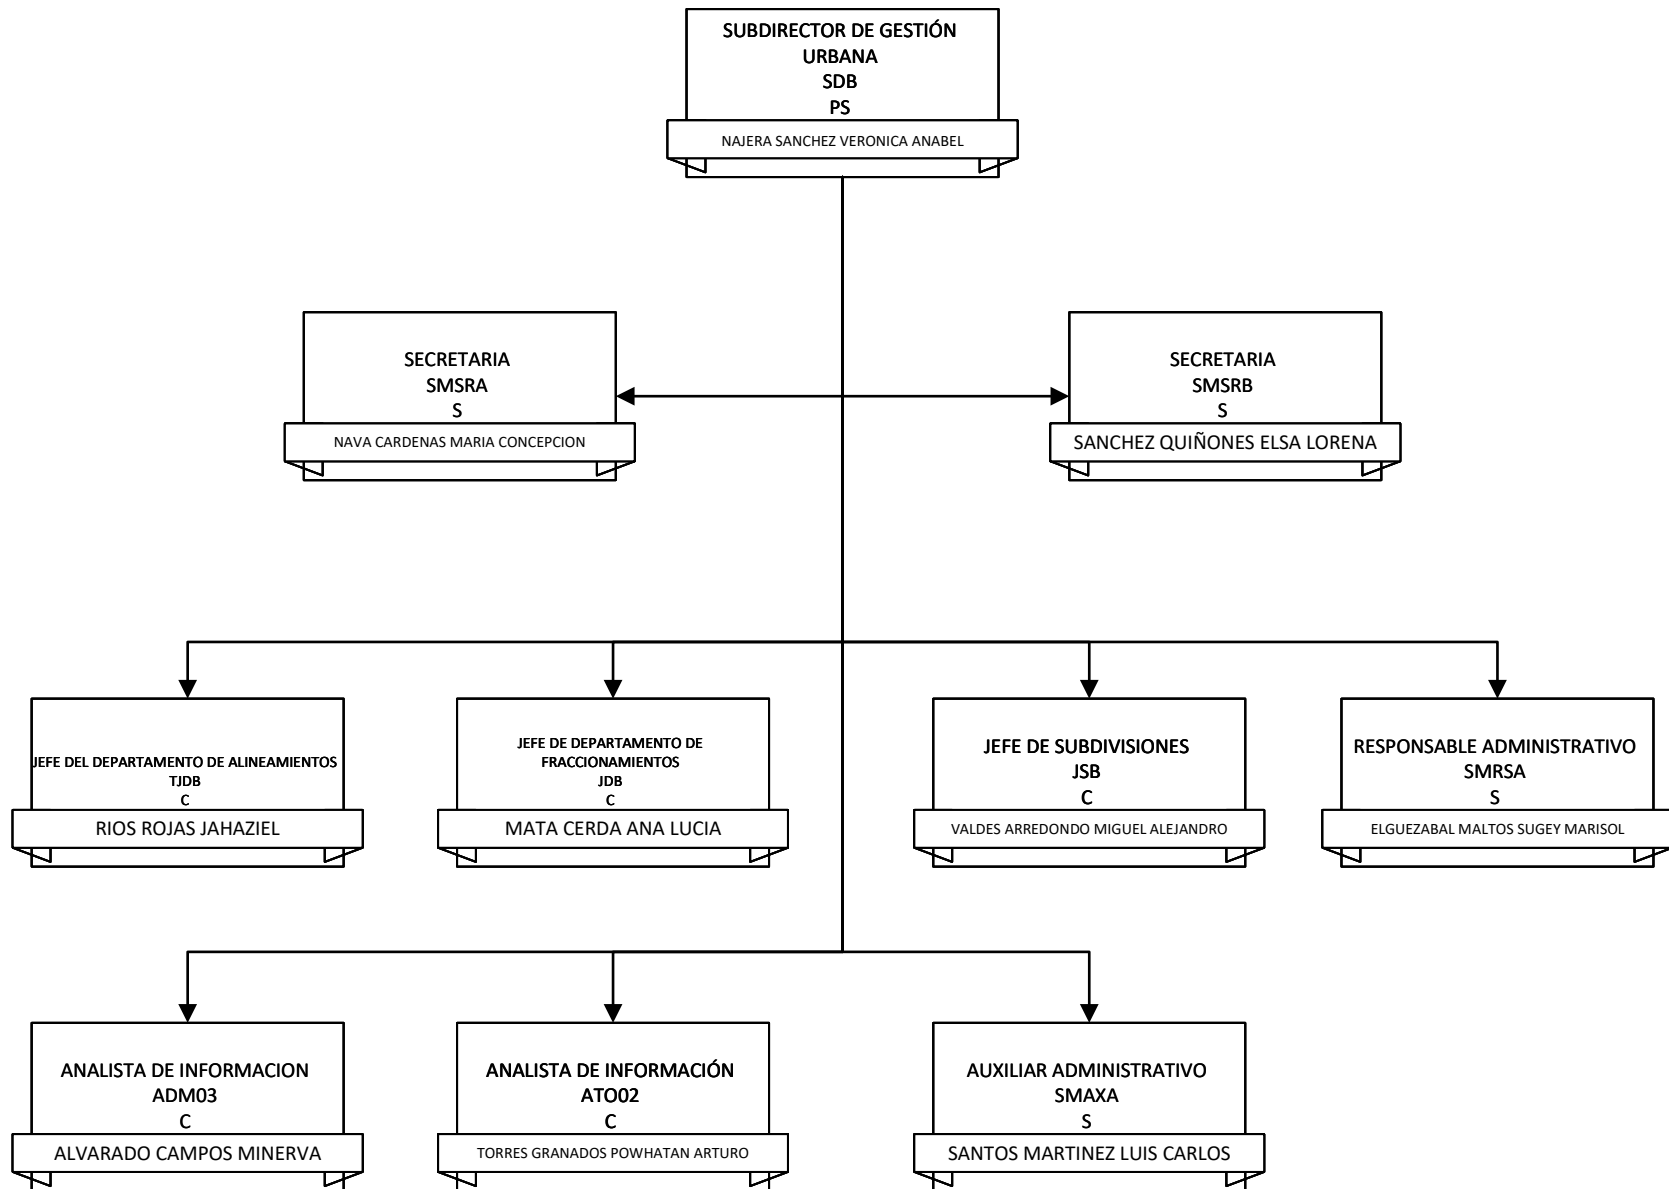 SUBDIRECTOR DE GESTIÓN
URBANA
SDB
PS
NAJERA SANCHEZ VERONICA ANABEL
SECRETARIA
SMSRA
S
NAVA CARDENAS MARIA CONCEPCION
SECRETARIA
SMSRB
S
SANCHEZ QUIÑONES ELSA LORENA
JEFE DEL DEPARTAMENTO DE ALINEAMIENTOS
TJDB
C
RIOS ROJAS JAHAZIEL
JEFE DE DEPARTAMENTO DE
FRACCIONAMIENTOS
JDB
C
MATA CERDA ANA LUCIA
JEFE DE SUBDIVISIONES
JSB
C
VALDES ARREDONDO MIGUEL ALEJANDRO
RESPONSABLE ADMINISTRATIVO
SMRSA
S
ELGUEZABAL MALTOS SUGEY MARISOL
ANALISTA DE INFORMACION
ADM03
C
ALVARADO CAMPOS MINERVA
ANALISTA DE INFORMACIÓN
ATO02
C
TORRES GRANADOS POWHATAN ARTURO
AUXILIAR ADMINISTRATIVO
SMAXA
S
SANTOS MARTINEZ LUIS CARLOS